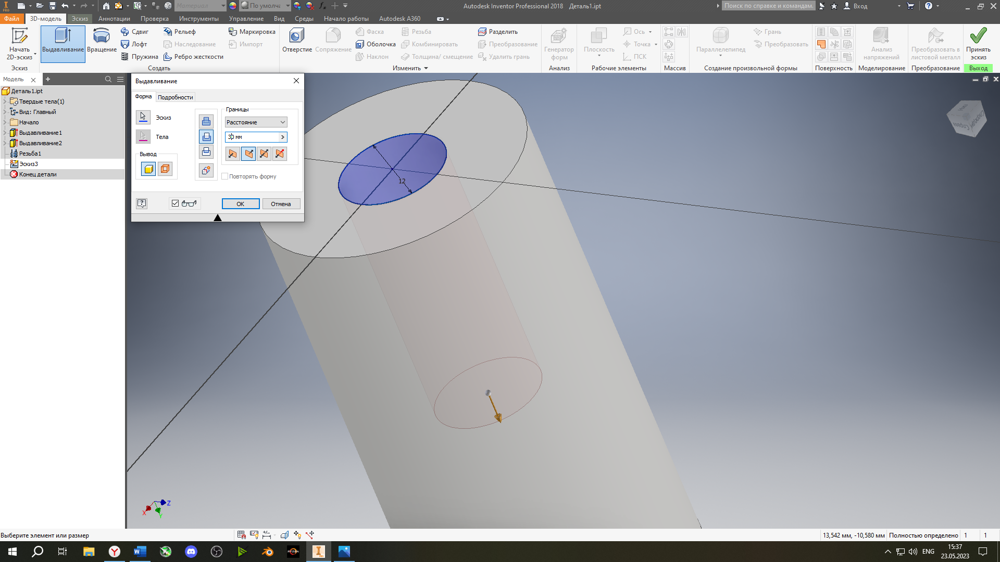 Материал
По умолча
Autodesk Inventor Professional 2018 Деталь1.ipt
Поиск по справке и командам.
Вход
PRO
Файл
3D-модель
Эскиз
Аннотации
Проверка
Инструменты
Управление
Вид
Среды
Начало работы
Autodesk A360
Начать
2D-эскиз
Эскиз
Выдавливание
Вращение
Сдвиг
Лофт
Пружина
Рельеф
Наследование
Ребро жесткости
Маркировка
Импорт
Создать
Отверстие
Сопряжение
Фаска
Оболочка
Наклон
Резьба
Комбинировать
Толщина/ смещение
Разделить
Преобразование
Удалить грань
Изменить
Генератор
форм
Анализ
Плоскость
Ось
Точка
ПСК
Рабочие элементы
Массив
Параллелепипед
Грань
Преобразовать
Создание произвольной формы
Поверхность
Анализ
напряжений
Моделирование
Преобразовать в
листовой металл
Преобразование
Принять
эскиз
Выход
Модель
Деталь1.ipt
Твердые тела(1)
Вид: Главный
Начало
Выдавливание1
Выдавливание2
Резьба1
Эскиз3
Конец детали
Выдавливание
Форма
Подробности
Эскиз
Тела
Вывод
Границы
Расстояние
30 мм
Повторять форму
OK
Отмена
12
Z
X
Y
Выберите элемент или размер
13,542 мм, -10,580 мм
Полностью определено
1
1
ENG
15:37
23.05.2023